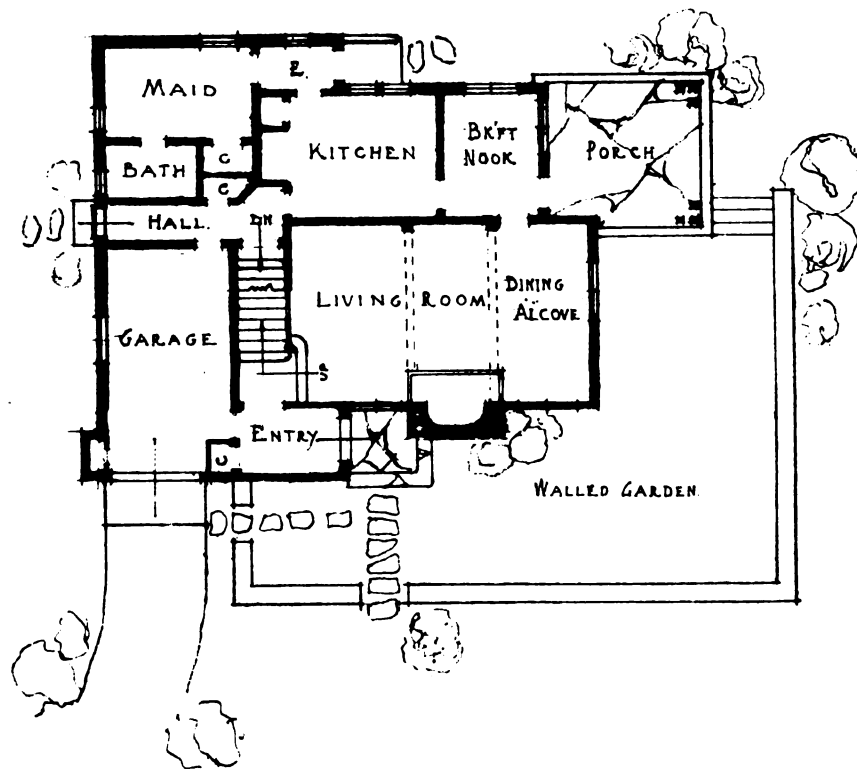 E.
MAID
BK'FT
NOOK
KITCHEN
PORCH
BATH
C
C
HALL.
DN
LIVING ROOM
DINING
ALCOVE
GARAGE
ENTRY
C
WALLED GARDEN.